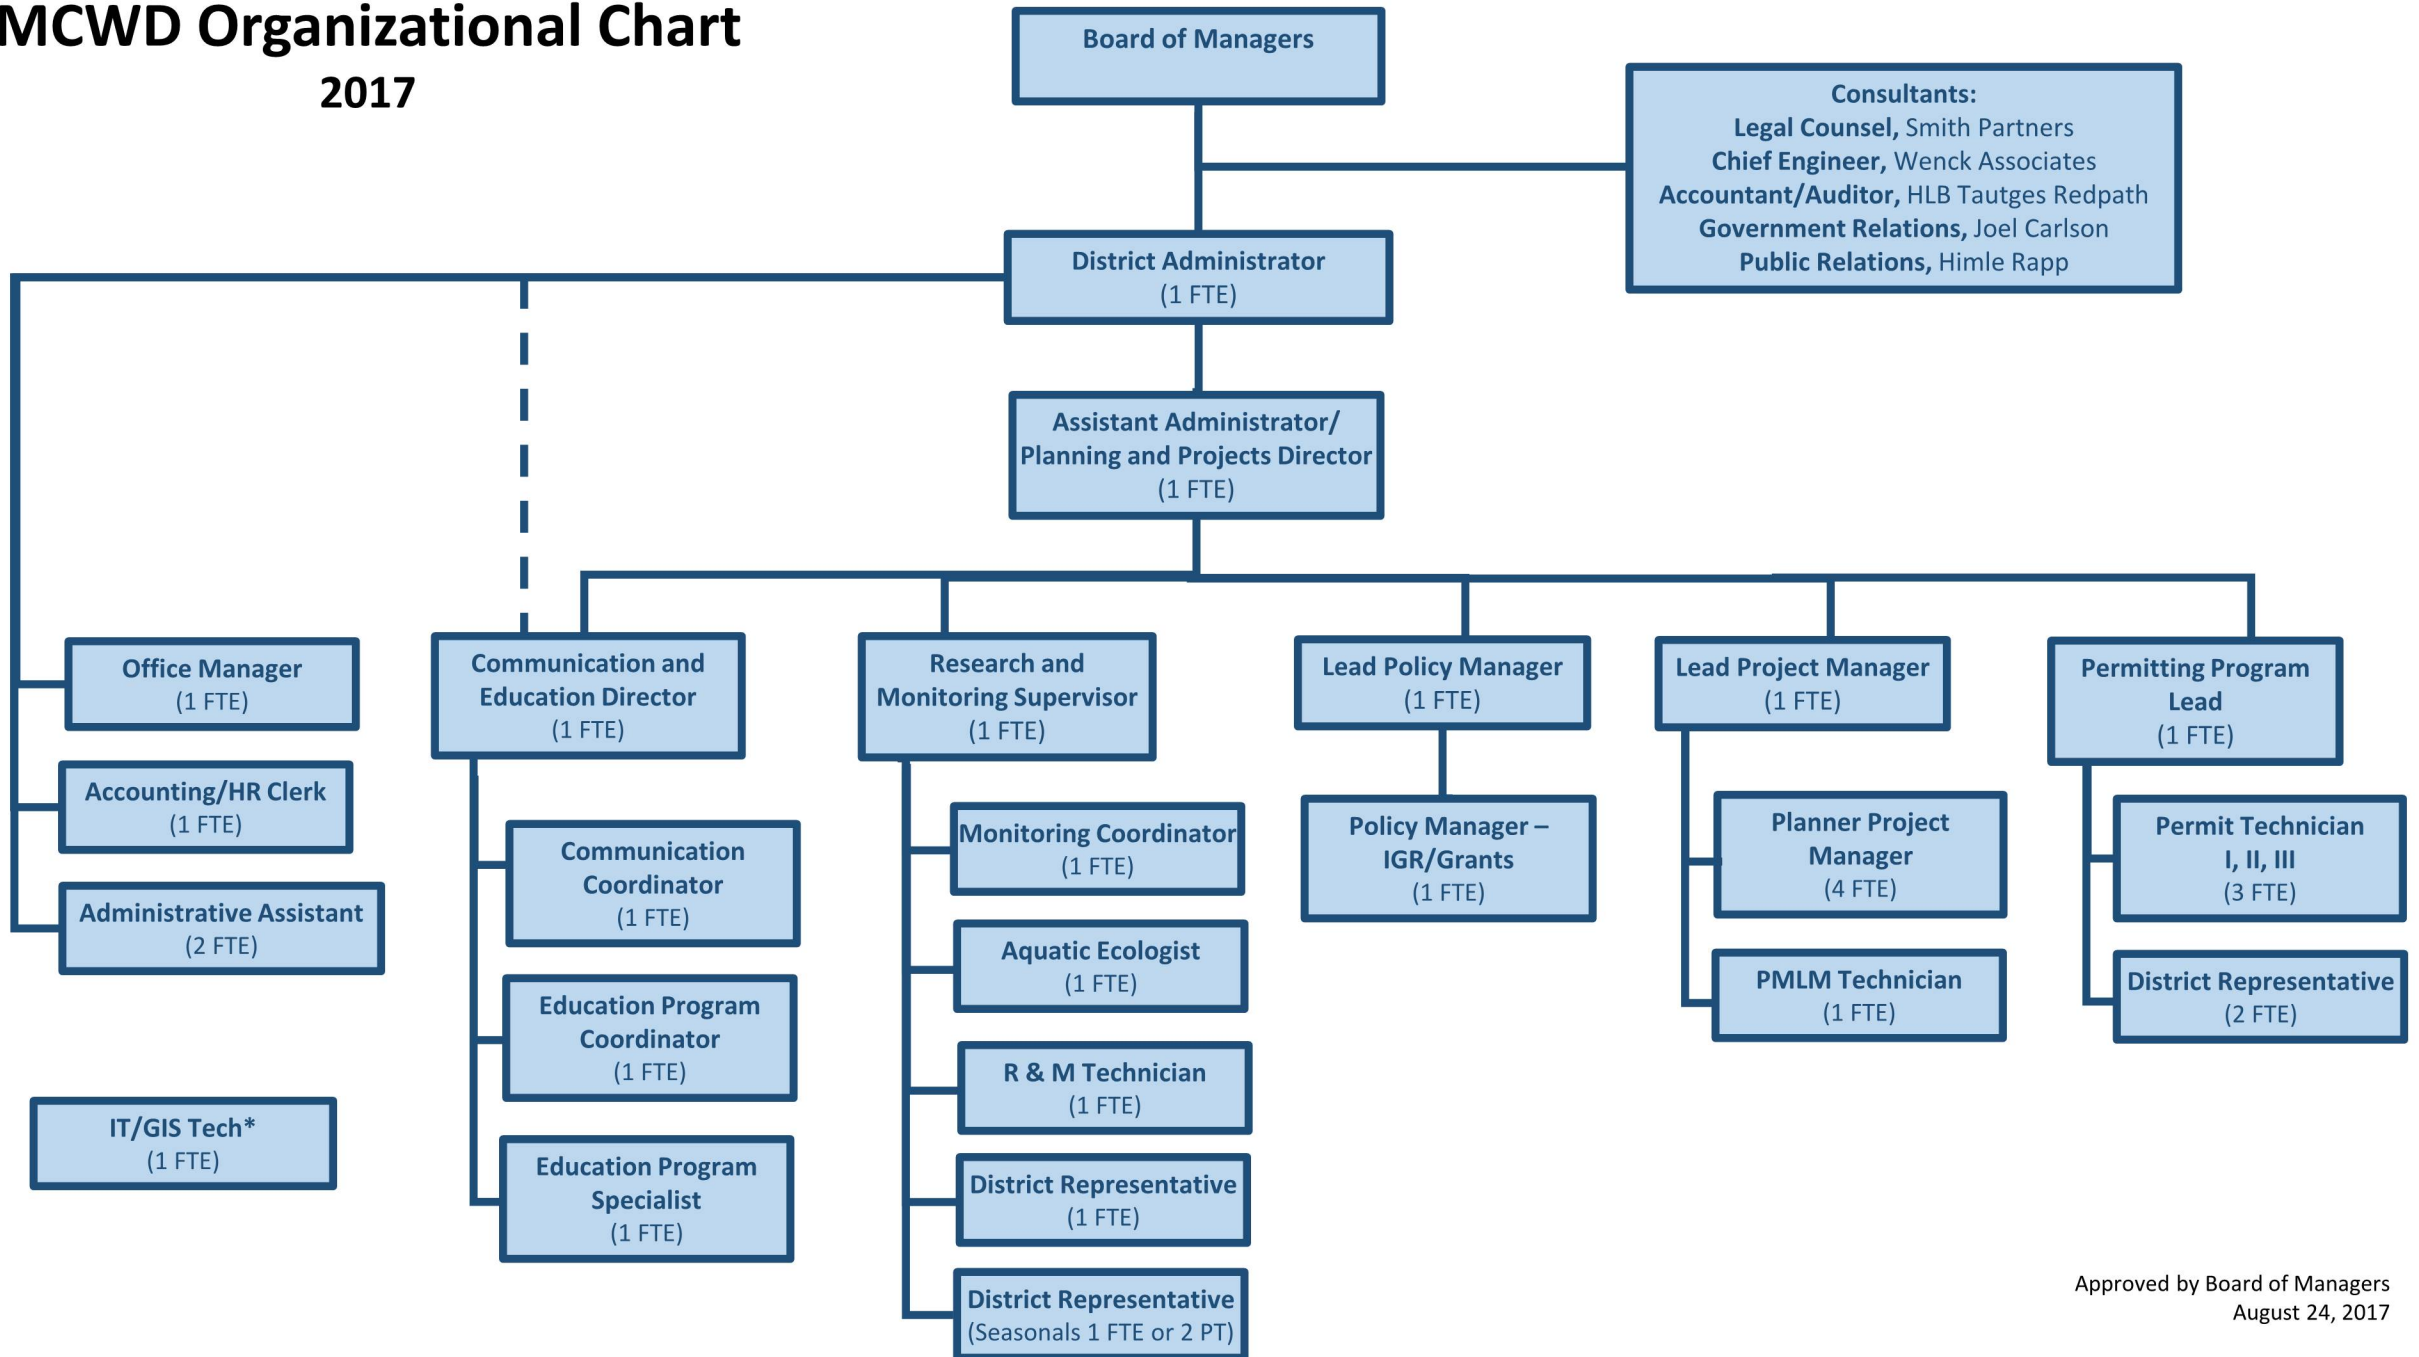 MCWD Organizational Chart
2017
Board of Managers
Consultants:
Legal Counsel, Smith Partners
Chief Engineer, Wenck Associates
Accountant/Auditor, HLB Tautges Redpath
Government Relations, Joel Carlson
Public Relations, Himle Rapp
District Administrator
(1 FTE)
Assistant Administrator/
Planning and Projects Director
(1 FTE)
Office Manager
(1 FTE)
Accounting/HR Clerk
(1 FTE)
Administrative Assistant
(2 FTE)
IT/GIS Tech*
(1 FTE)
Communication and
Education Director
(1 FTE)
Communication
Coordinator
(1 FTE)
Education Program
Coordinator
(1 FTE)
Education Program
Specialist
(1 FTE)
Research and
Monitoring Supervisor
(1 FTE)
Monitoring Coordinator
(1 FTE)
Aquatic Ecologist
(1 FTE)
R & M Technician
(1 FTE)
District Representative
(1 FTE)
District Representative
(Seasonals 1 FTE or 2 PT)
Lead Policy Manager
(1 FTE)
Policy Manager –
IGR/Grants
(1 FTE)
Lead Project Manager
(1 FTE)
Planner Project
Manager
(4 FTE)
PMLM Technician
(1 FTE)
Permitting Program
Lead
(1 FTE)
Permit Technician
I, II, III
(3 FTE)
District Representative
(2 FTE)
Approved by Board of Managers
August 24, 2017